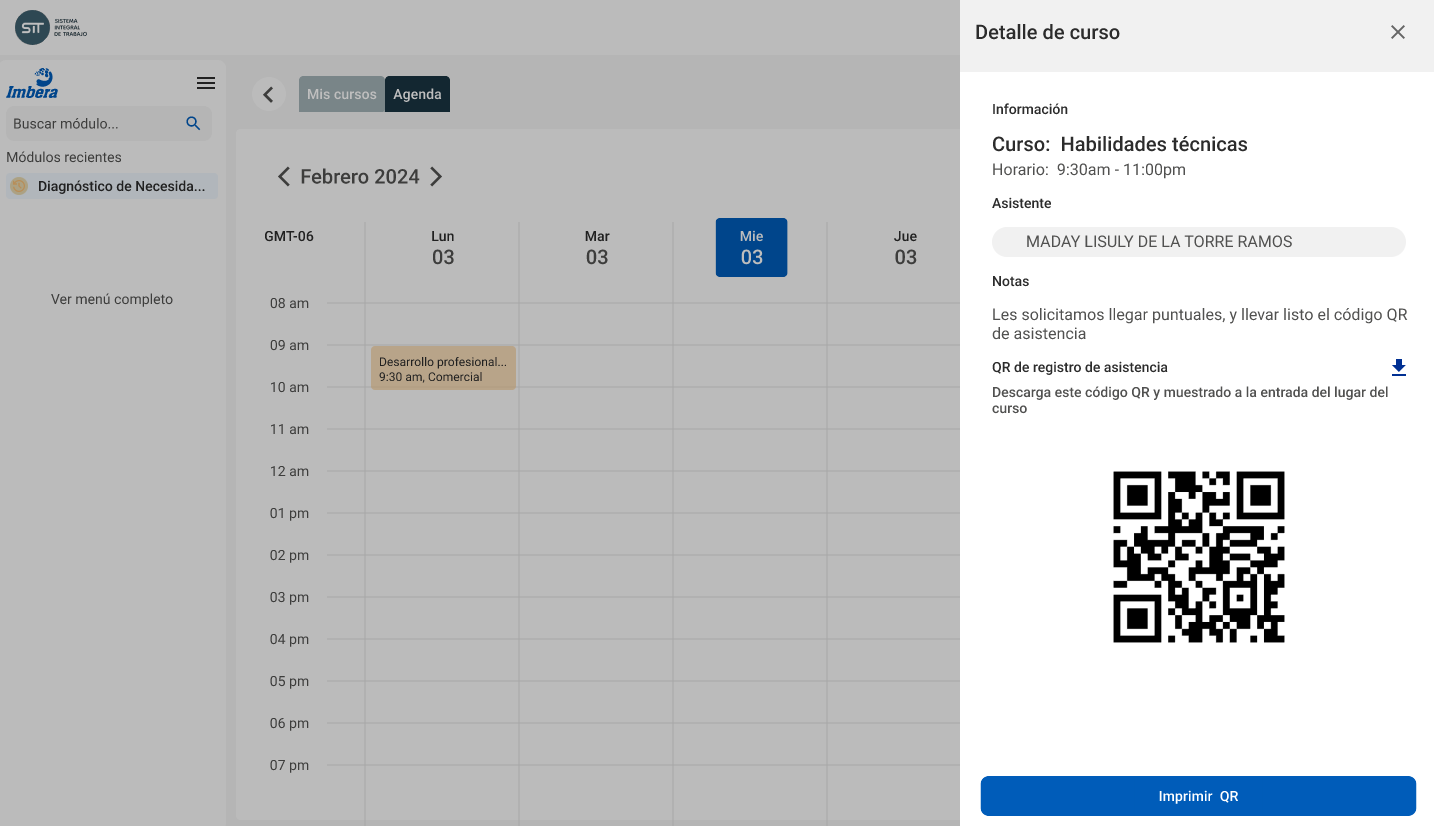 SIT
SISTEMA
INTEGRAL
DE TRABAJO
Imbera
Buscar módulo...
Módulos recientes
Diagnóstico de Necesida...
Ver menú completo
Mis cursos
Agenda
Febrero 2024
GMT-06
Lun
03
Mar
03
Mie
03
Jue
03
08 am
09 am
10 am
11 am
12 am
01 pm
02 pm
03 pm
04 pm
05 pm
06 pm
07 pm
Desarrollo profesional...
9:30 am, Comercial
Detalle de curso
Información
Curso: Habilidades técnicas
Horario: 9:30am - 11:00pm
Asistente
MADAY LISULY DE LA TORRE RAMOS
Notas
Les solicitamos llegar puntuales, y llevar listo el código QR
de asistencia
QR de registro de asistencia
Descarga este código QR y muestrado a la entrada del lugar del
curso
Imprimir QR